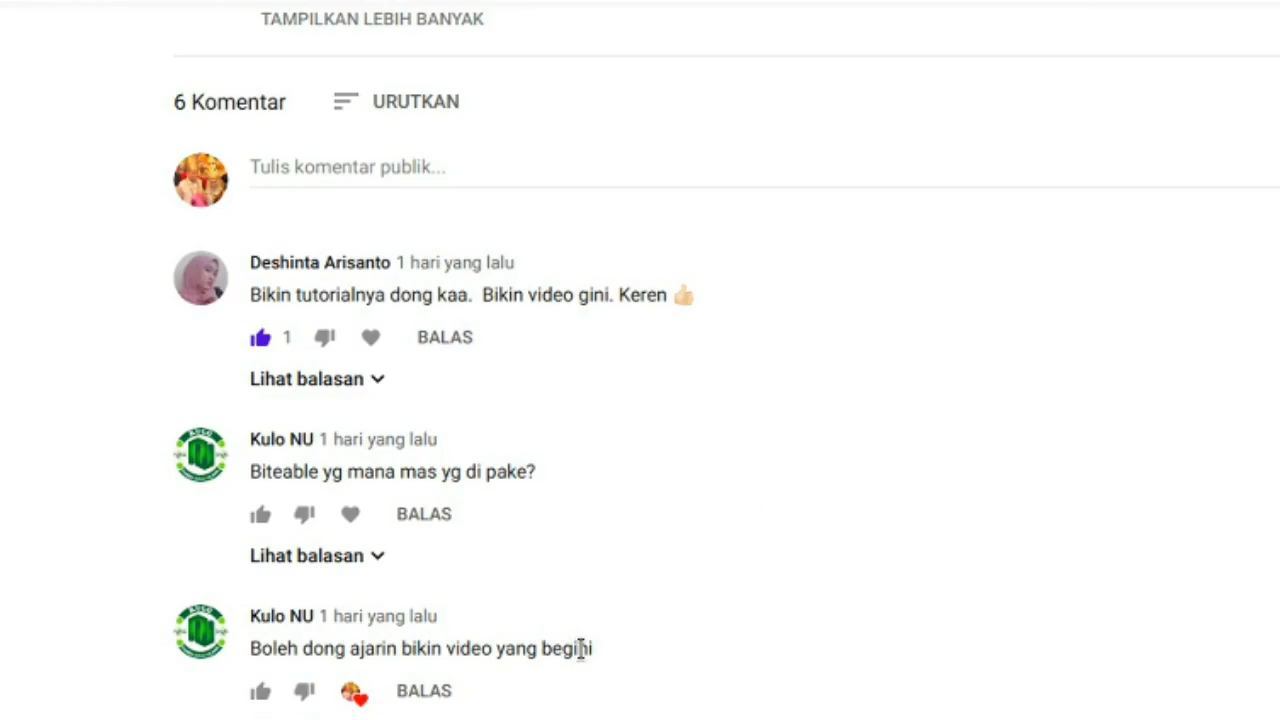 TAMPILKAN LEBIH BANYAK
6 Komentar URUTKAN
Tulis komentar publik...
Deshinta Arisanto 1 hari yang lalu
Bikin tutorialnya dong kaa. Bikin video gini. Keren 👍🏻
1 BALAS
Lihat balasan
Kulo NU 1 hari yang lalu
Biteable yg mana mas yg di pake?
BALAS
Lihat balasan
Kulo NU 1 hari yang lalu
Boleh dong ajarin bikin video yang begini
BALAS